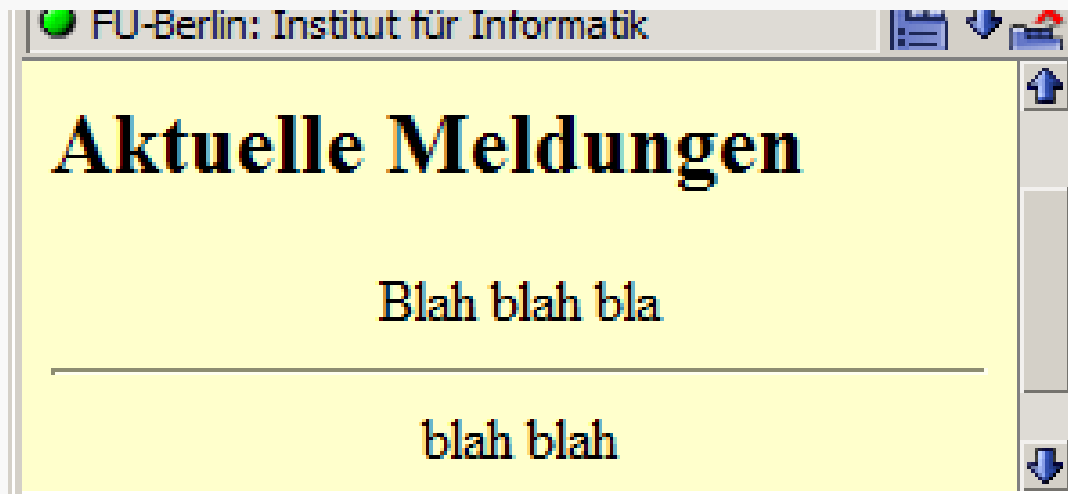 FU-Berlin: Institut für Informatik
Aktuelle Meldungen
Blah blah bla
blah blah